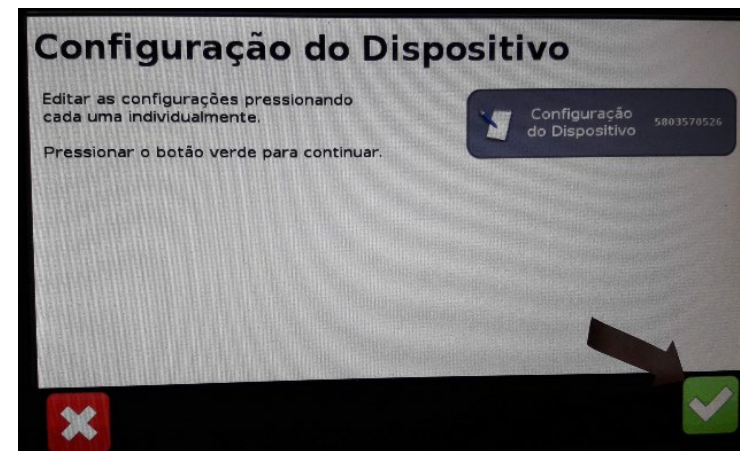 Configuração do Dispositivo
Editar as configurações pressionando
cada uma individualmente.
Pressionar o botão verde para continuar.
Configuração
do Dispositivo
5803570526